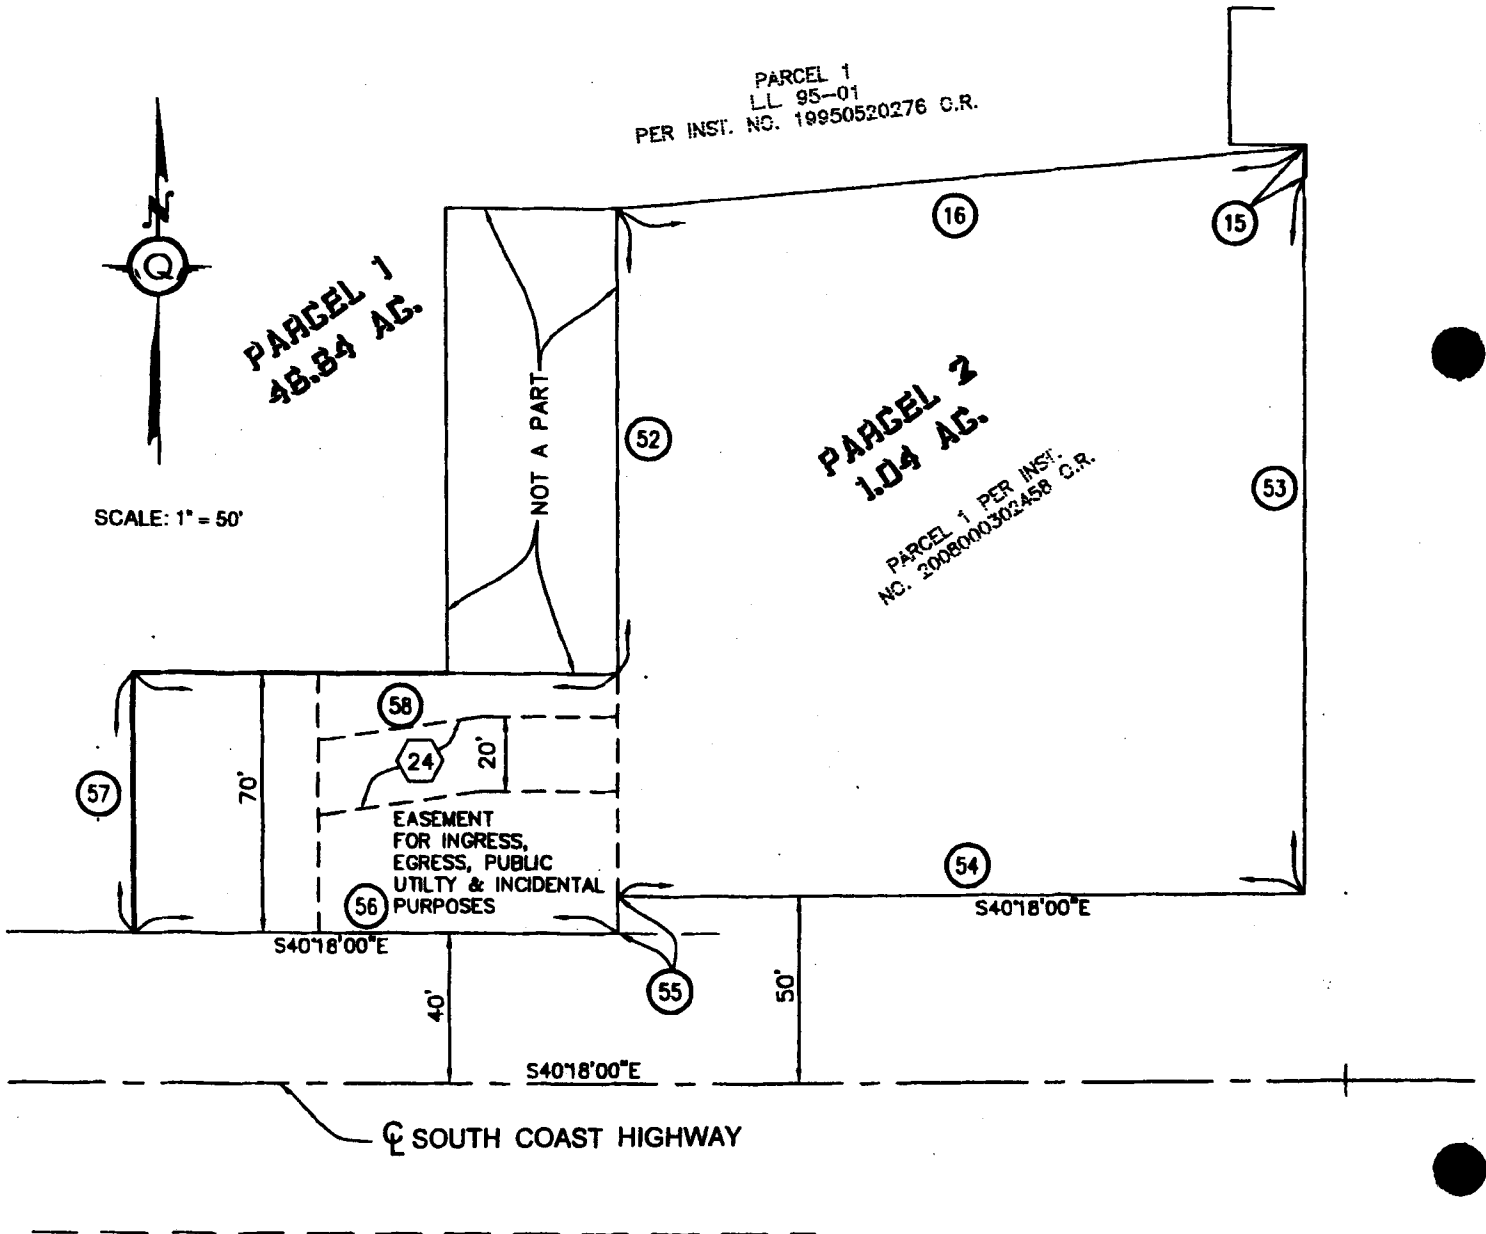 PARCEL 1
LL 95-01
PER INST. NO. 19950520276 O.R.
N
Q
PARCEL 1
48.84 AC.
16
15
NOT A PART
52
PARCEL 2
1.04 AC.
PARCEL 1 PER INST.
NO. 2008000302458 O.R.
53
SCALE: 1" = 50'
58
24
20'
70'
57
EASEMENT
FOR INGRESS,
EGRESS, PUBLIC
UTILTY & INCIDENTAL
PURPOSES
56
54
S40°18'00"E
S40°18'00"E
55
40'
50'
S40°18'00"E
℄ SOUTH COAST HIGHWAY